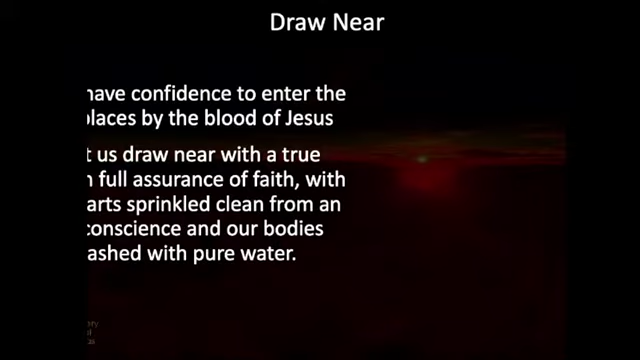 Draw Near
have confidence to enter the
places by the blood of Jesus
t us draw near with a true
full assurance of faith, with
arts sprinkled clean from an
conscience and our bodies
ashed with pure water.